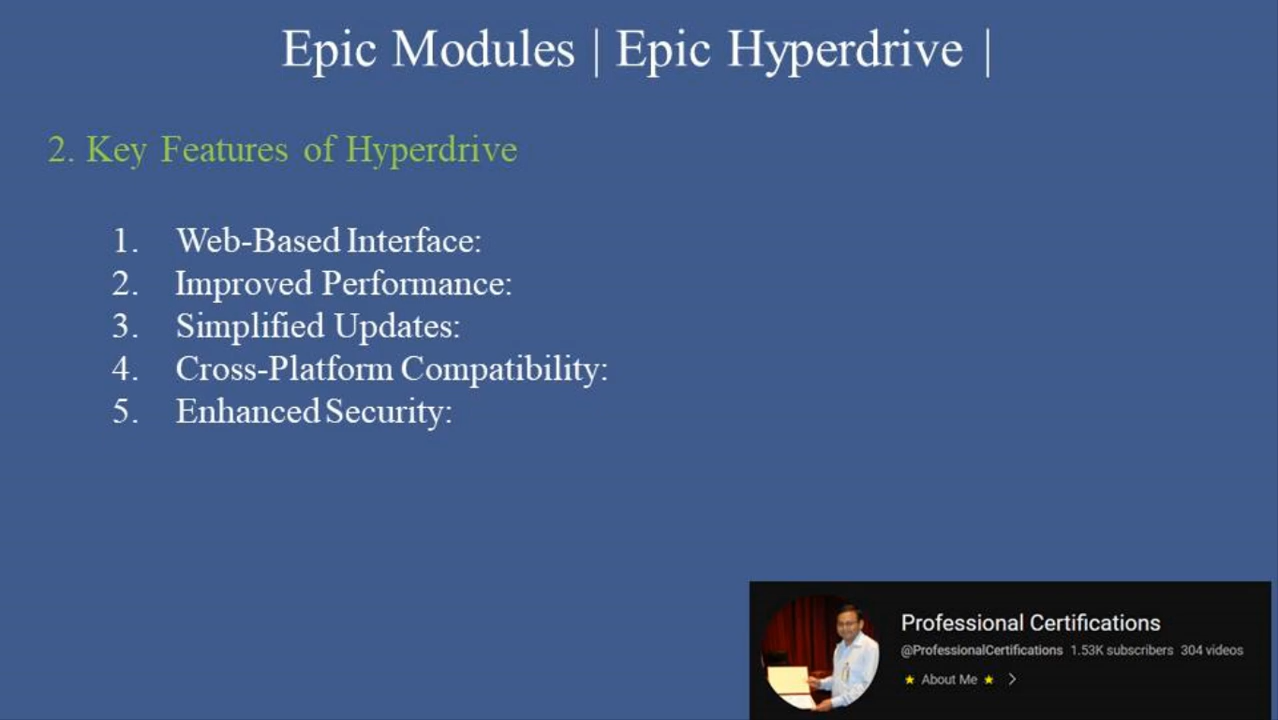 Epic Modules | Epic Hyperdrive |
2. Key Features of Hyperdrive
1. Web-Based Interface:
2. Improved Performance:
3. Simplified Updates:
4. Cross-Platform Compatibility:
5. Enhanced Security:
Professional Certifications
@ProfessionalCertifications 1.53K subscribers 304 videos
★ About Me ★ >